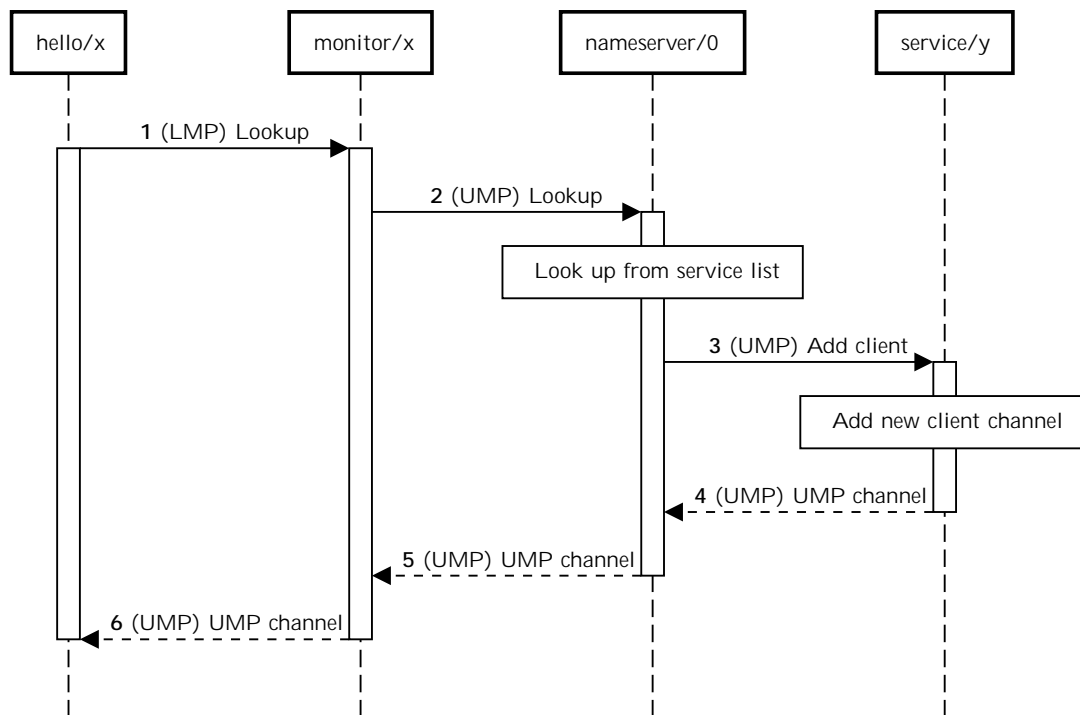 hello/x
monitor/x
nameserver/0
service/y
1 (LMP) Lookup
2 (UMP) Lookup
Look up from service list
3 (UMP) Add client
Add new client channel
4 (UMP) UMP channel
5 (UMP) UMP channel
6 (UMP) UMP channel